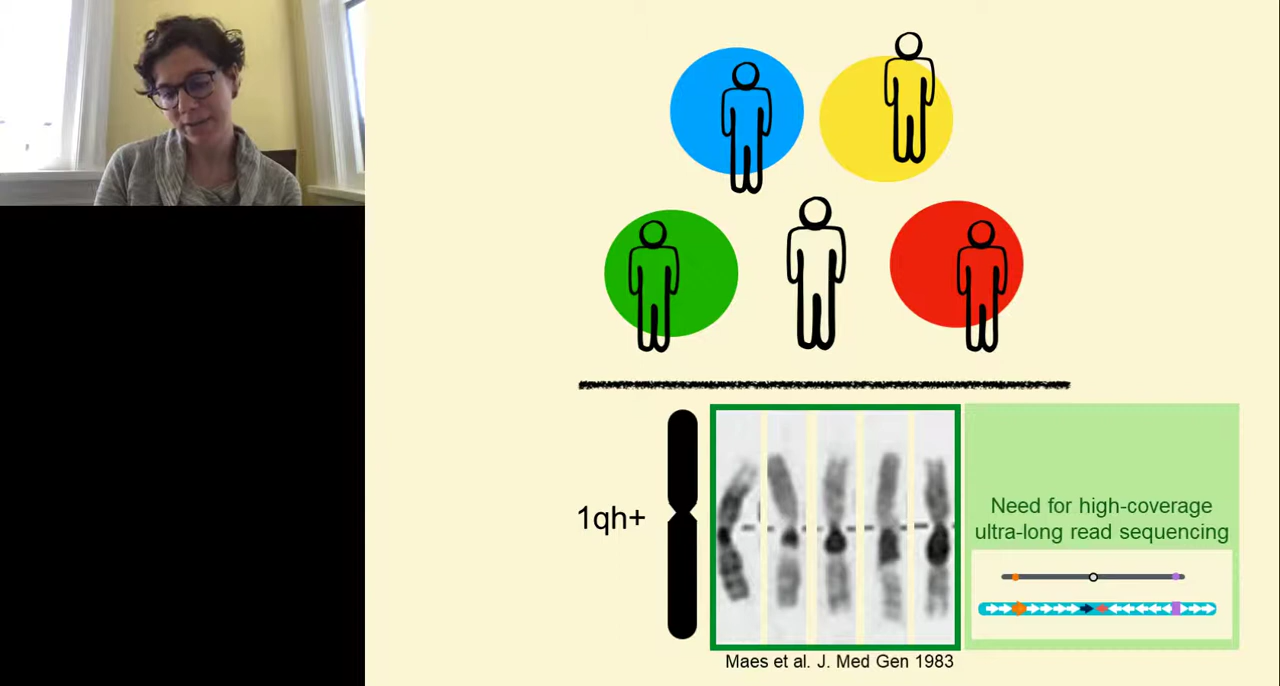 1qh+
Need for high-coverage
ultra-long read sequencing
Maes et al. J. Med Gen 1983